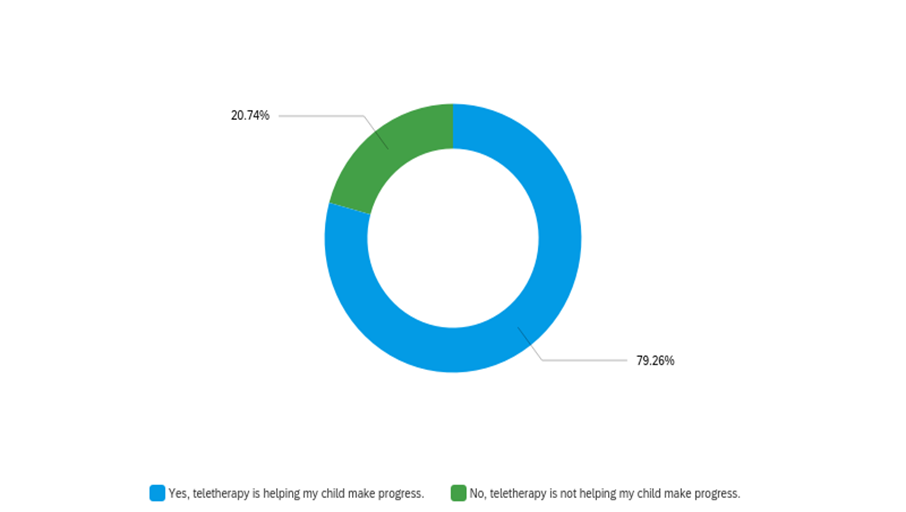 20.74%
79.26%
Yes, teletherapy is helping my child make progress.
No, teletherapy is not helping my child make progress.